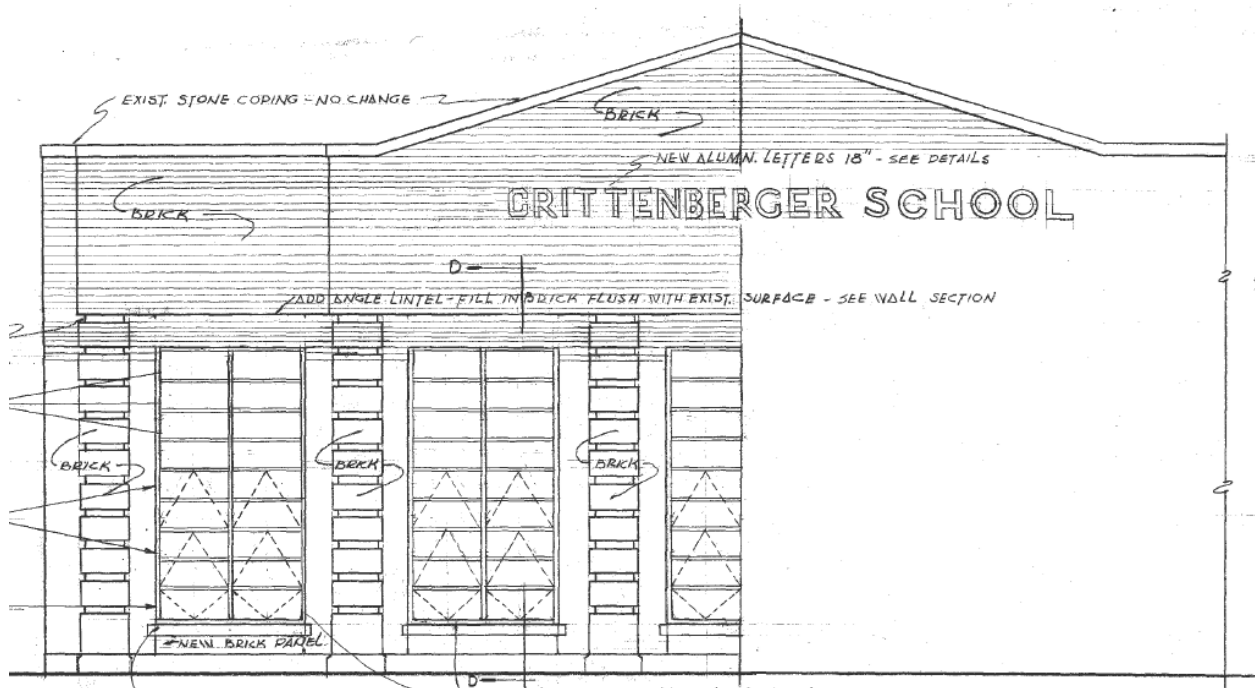 EXIST. STONE COPING - NO CHANGE
BRICK
NEW ALUMN. LETTERS 18" - SEE DETAILS
CRITTENBERGER SCHOOL
BRICK
D
ADD ANGLE LINTEL - FILL IN BRICK FLUSH WITH EXIST. SURFACE - SEE WALL SECTION
BRICK
BRICK
BRICK
NEW BRICK PANEL
D